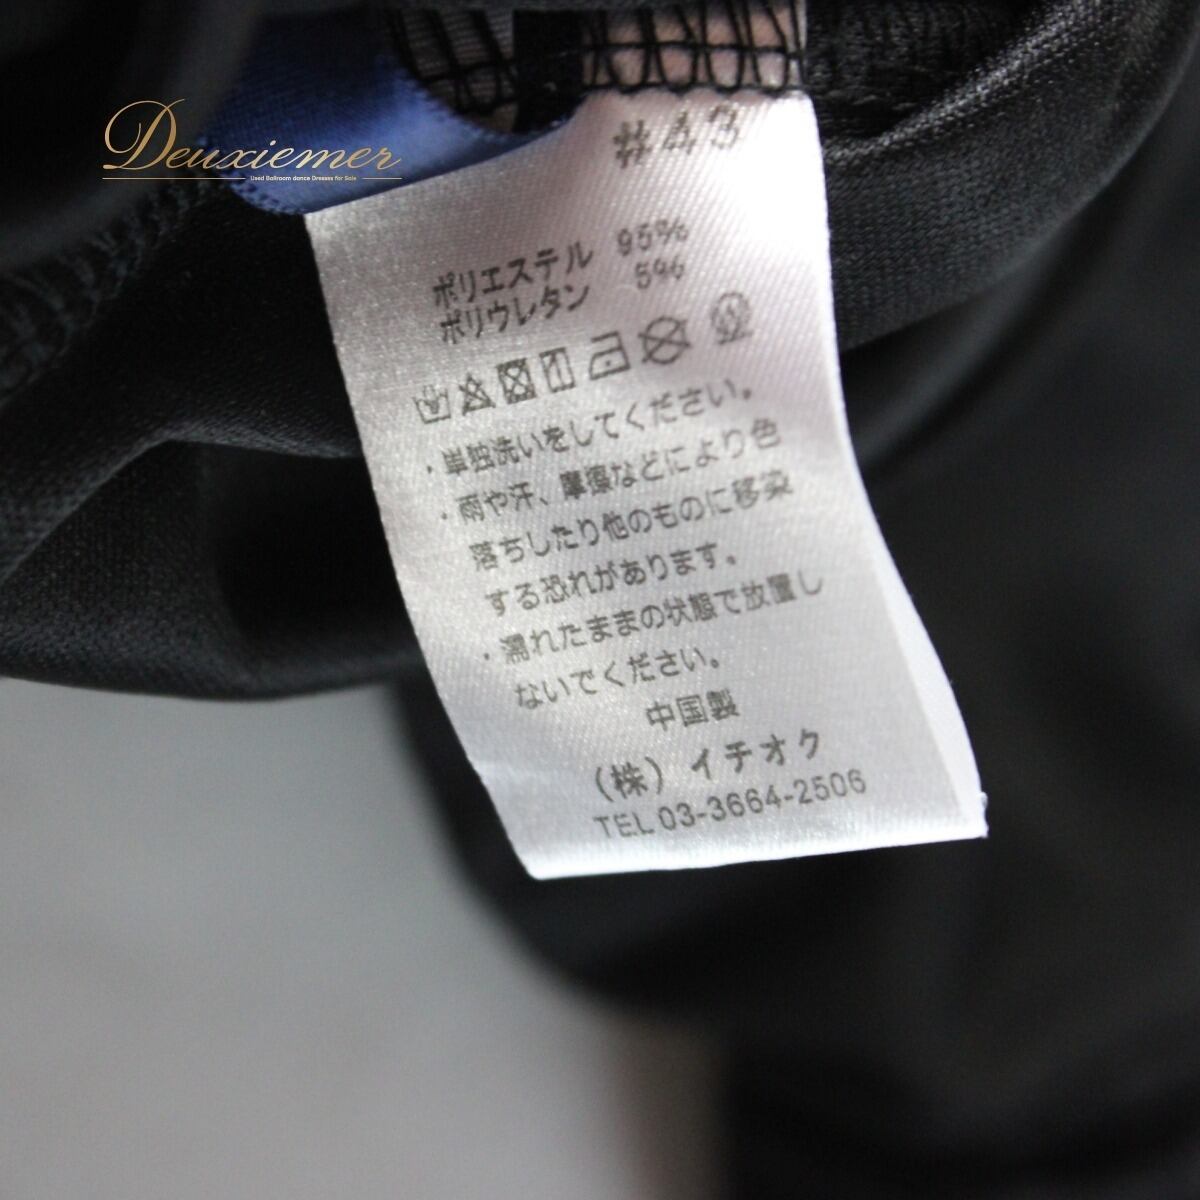 Deuxiemer
Used Ballroom dance Dresses for Sale
#43
ポリエステル 95%
ポリウレタン 5%
・単独洗いをしてください。
・雨や汗、摩擦などにより色
落ちしたり他のものに移染
する恐れがあります。
・濡れたままの状態で放置し
ないでください。
中国製
(株) イチオク
TEL 03-3664-2506